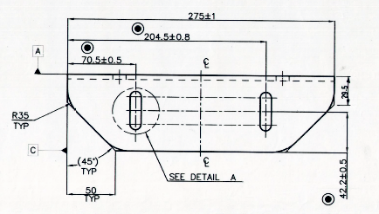 275±1
204.5±0.8
A
70.5±0.5
29.5
R35
TYP
C
(45°)
TYP
SEE DETAIL A
50
TYP
42.2±0.5